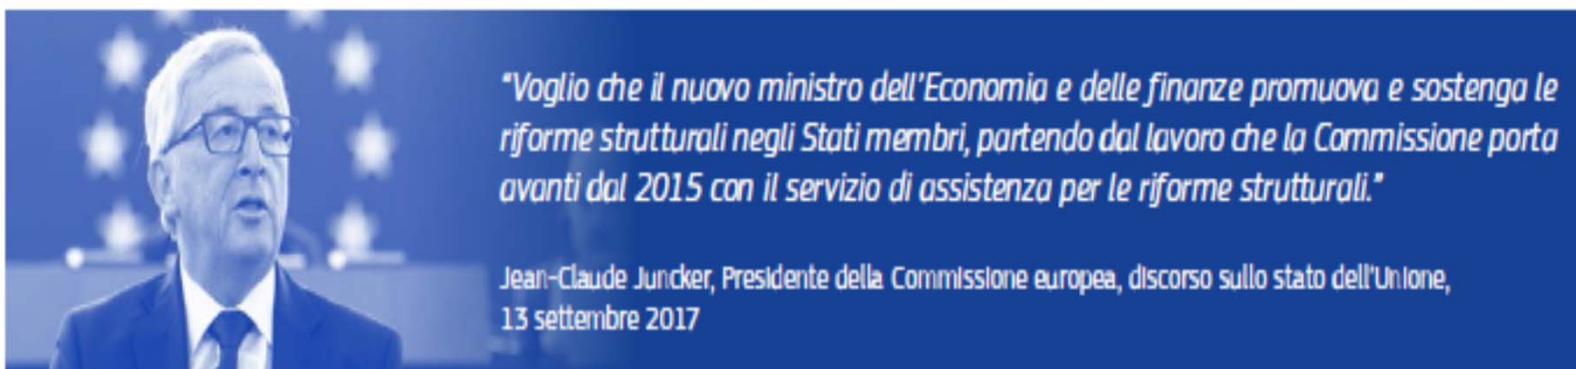 "Voglio che il nuovo ministro dell'Economia e delle finanze promuova e sostenga le
riforme strutturali negli Stati membri, partendo dal lavoro che la Commissione porta
avanti dal 2015 con il servizio di assistenza per le riforme strutturali."
Jean-Claude Juncker, Presidente della Commissione europea, discorso sullo stato dell'Unione,
13 settembre 2017